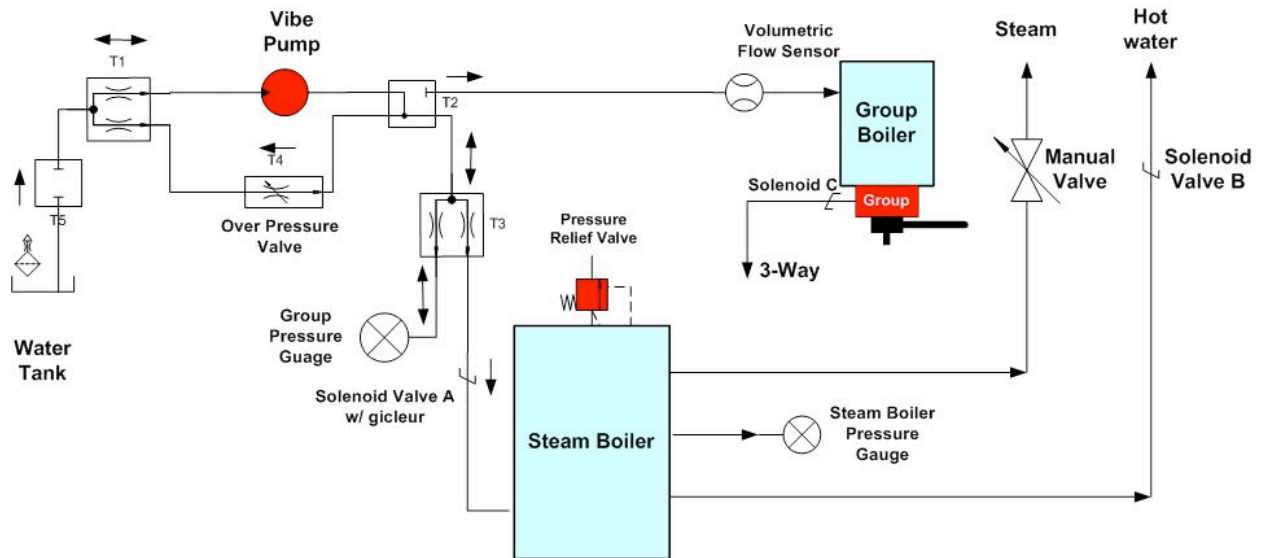 Vibe
Pump
T1
T2
Volumetric
Flow Sensor
Steam
Hot
water
Group
Boiler
T4
Over Pressure
Valve
T5
T3
Solenoid C
Group
3-Way
Manual
Valve
Solenoid
Valve B
Pressure
Relief Valve
Group
Pressure
Guage
Water
Tank
Solenoid Valve A
w/ gicleur
Steam Boiler
Steam Boiler
Pressure
Gauge